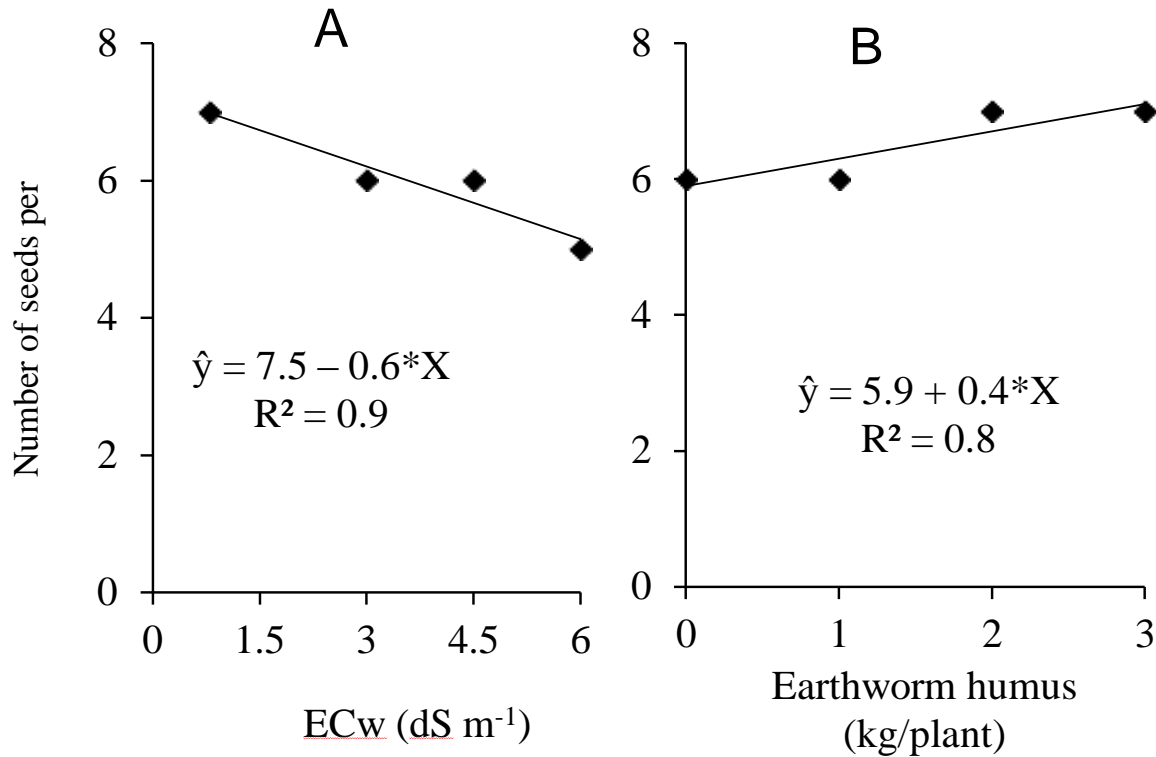 A
8
6
4
2
0
0 1.5 3 4.5 6
Number of seeds per
ŷ = 7.5 – 0.6*X
R² = 0.9
ECw (dS m-1)
B
8
6
4
2
0
0 1 2 3
ŷ = 5.9 + 0.4*X
R² = 0.8
Earthworm humus
(kg/plant)